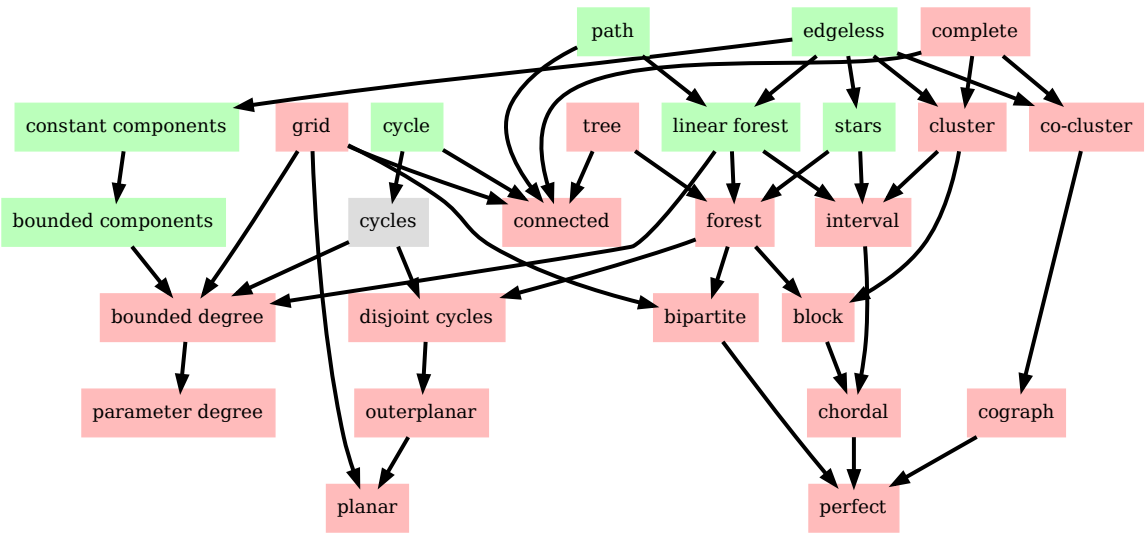 path
edgeless
complete
constant components
grid
cycle
tree
linear forest
stars
cluster
co-cluster
bounded components
cycles
connected
forest
interval
bounded degree
disjoint cycles
bipartite
block
parameter degree
outerplanar
chordal
cograph
planar
perfect